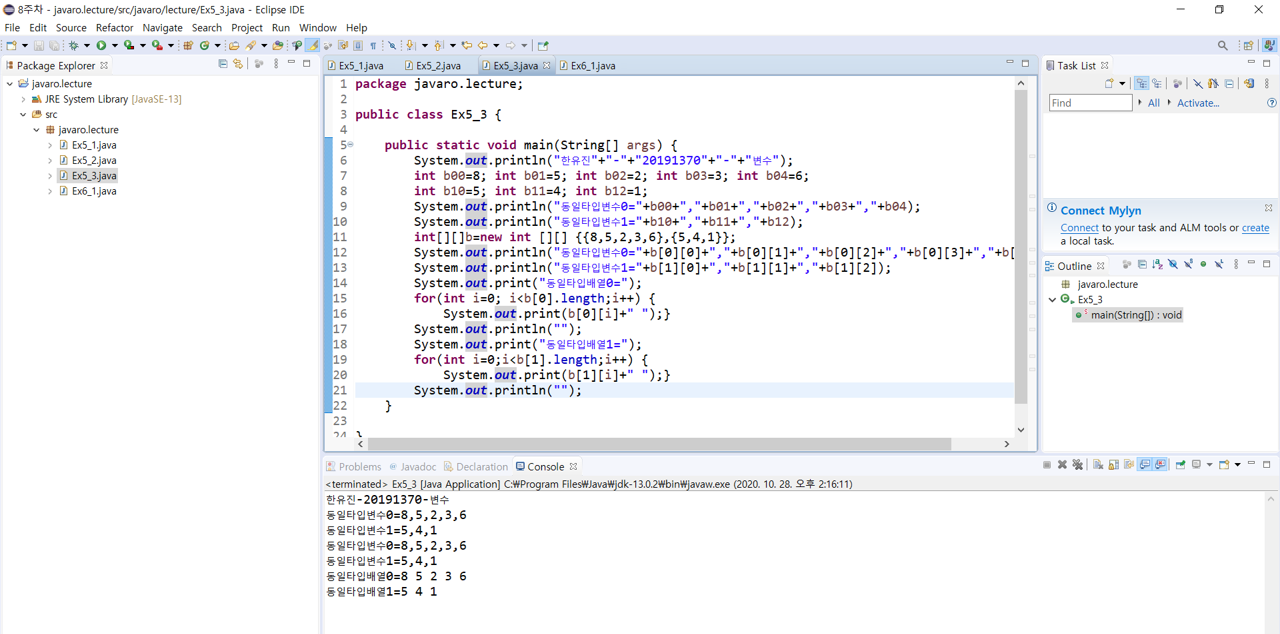 8주차 - javaro.lecture/src/javaro/lecture/Ex5_3.java - Eclipse IDE
File Edit Source Refactor Navigate Search Project Run Window Help
Package Explorer
javaro.lecture
JRE System Library [JavaSE-13]
src
javaro.lecture
Ex5_1.java
Ex5_2.java
Ex5_3.java
Ex6_1.java
Ex5_1.java Ex5_2.java Ex5_3.java Ex6_1.java
1 package javaro.lecture;
2
3 public class Ex5_3 {
4
5 public static void main(String[] args) {
6 System.out.println("한유진"+"-"+"20191370"+"-"+"변수");
7 int b00=8; int b01=5; int b02=2; int b03=3; int b04=6;
8 int b10=5; int b11=4; int b12=1;
9 System.out.println("동일타입변수0="+b00+","+b01+","+b02+","+b03+","+b04);
10 System.out.println("동일타입변수1="+b10+","+b11+","+b12);
11 int[][]b=new int [][] {{8,5,2,3,6},{5,4,1}};
12 System.out.println("동일타입변수0="+b[0][0]+","+b[0][1]+","+b[0][2]+","+b[0][3]+","+b[
13 System.out.println("동일타입변수1="+b[1][0]+","+b[1][1]+","+b[1][2]);
14 System.out.print("동일타입배열0=");
15 for(int i=0; i<b[0].length;i++) {
16 System.out.print(b[0][i]+" ");}
17 System.out.println("");
18 System.out.print("동일타입배열1=");
19 for(int i=0;i<b[1].length;i++) {
20 System.out.print(b[1][i]+" ");}
21 System.out.println("");
22 }
23
24 }
Task List
Find All Activate...
Connect Mylyn
Connect to your task and ALM tools or create
a local task.
Outline
javaro.lecture
Ex5_3
main(String[]) : void
Problems Javadoc Declaration Console
<terminated> Ex5_3 [Java Application] C:₩Program Files₩Java₩jdk-13.0.2₩bin₩javaw.exe (2020. 10. 28. 오후 2:16:11)
한유진-20191370-변수
동일타입변수0=8,5,2,3,6
동일타입변수1=5,4,1
동일타입변수0=8,5,2,3,6
동일타입변수1=5,4,1
동일타입배열0=8 5 2 3 6
동일타입배열1=5 4 1